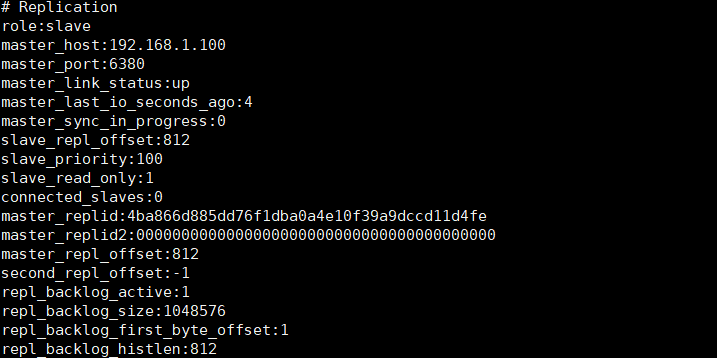 # Replication
role:slave
master_host:192.168.1.100
master_port:6380
master_link_status:up
master_last_io_seconds_ago:4
master_sync_in_progress:0
slave_repl_offset:812
slave_priority:100
slave_read_only:1
connected_slaves:0
master_replid:4ba866d885dd76f1dba0a4e10f39a9dccd11d4fe
master_replid2:0000000000000000000000000000000000000000
master_repl_offset:812
second_repl_offset:-1
repl_backlog_active:1
repl_backlog_size:1048576
repl_backlog_first_byte_offset:1
repl_backlog_histlen:812